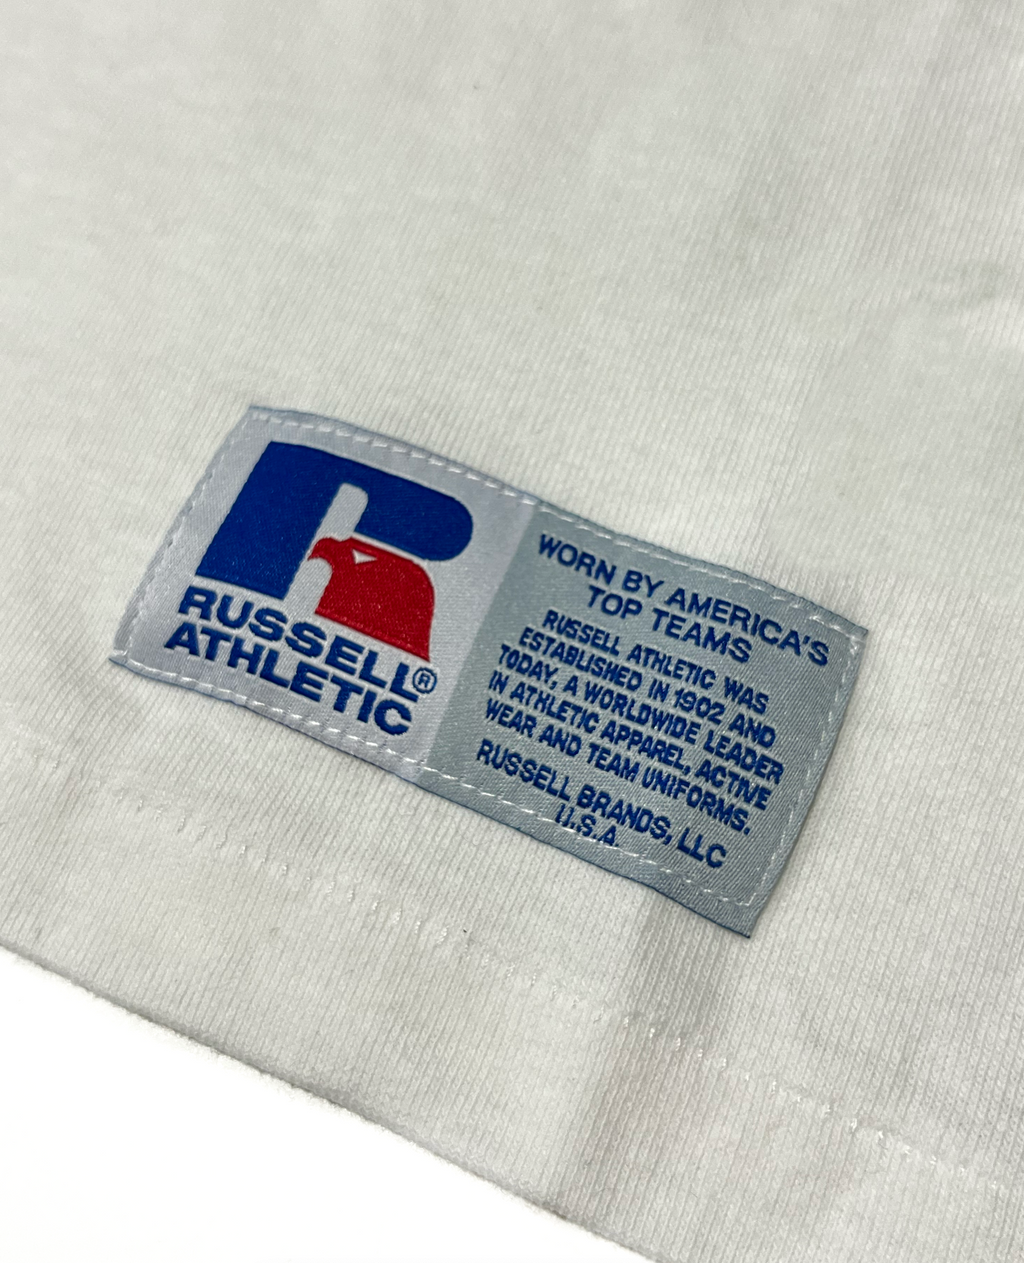 RUSSELL
ATHLETIC®
WORN BY AMERICA'S
TOP TEAMS
RUSSELL ATHLETIC WAS
ESTABLISHED IN 1902 AND
TODAY, A WORLDWIDE LEADER
IN ATHLETIC APPAREL, ACTIVE
WEAR AND TEAM UNIFORMS.
RUSSELL BRANDS, LLC
U.S.A.